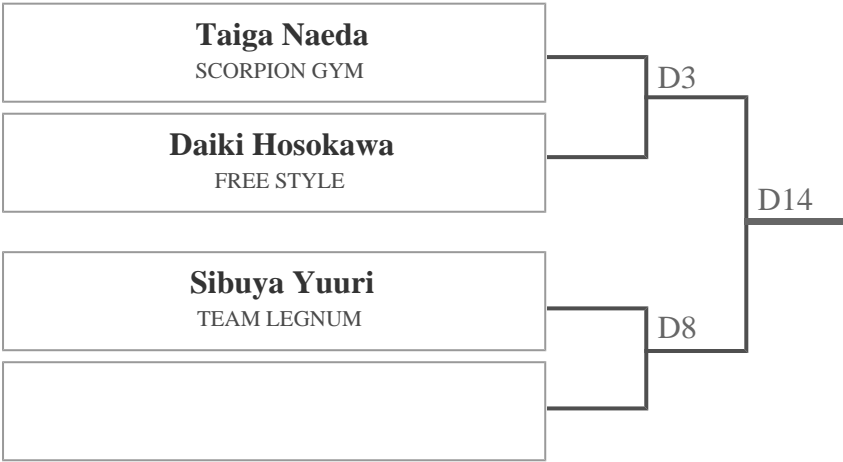 Taiga Naeda
SCORPION GYM
D3
Daiki Hosokawa
FREE STYLE
D14
Sibuya Yuuri
TEAM LEGNUM
D8